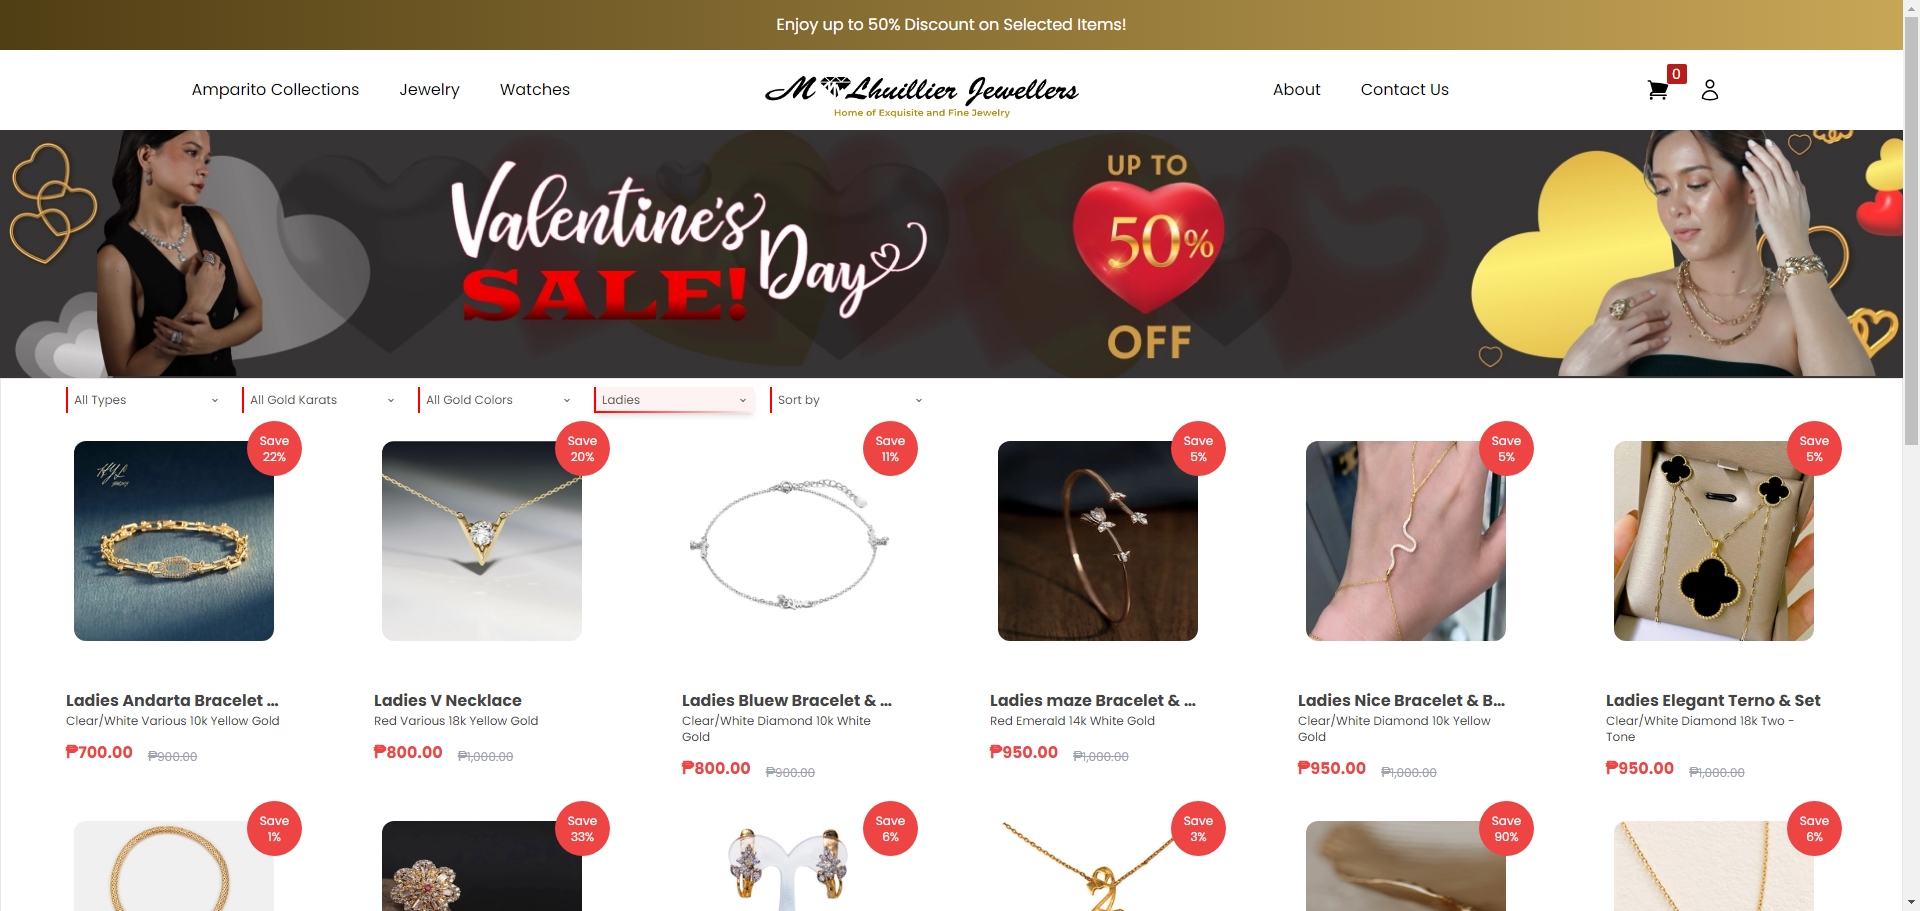 Enjoy up to 50% Discount on Selected Items!
Amparito Collections Jewelry Watches
M Lhuillier Jewellers
Home of Exquisite and Fine Jewelry
About Contact Us
0
Valentine's
Day
SALE!
UP TO
50%
OFF
All Types All Gold Karats All Gold Colors Ladies Sort by
Save
22%
Save
20%
Save
11%
Save
5%
Save
5%
Save
5%
Ladies Andarta Bracelet ...
Clear/White Various 10k Yellow Gold
₱700.00 ₱900.00
Ladies V Necklace
Red Various 18k Yellow Gold
₱800.00 ₱1,000.00
Ladies Bluew Bracelet & ...
Clear/White Diamond 10k White
Gold
₱800.00 ₱900.00
Ladies maze Bracelet & ...
Red Emerald 14k White Gold
₱950.00 ₱1,000.00
Ladies Nice Bracelet & B...
Clear/White Diamond 10k Yellow
Gold
₱950.00 ₱1,000.00
Ladies Elegant Terno & Set
Clear/White Diamond 18k Two -
Tone
₱950.00 ₱1,000.00
Save
1%
Save
33%
Save
6%
Save
3%
Save
90%
Save
6%